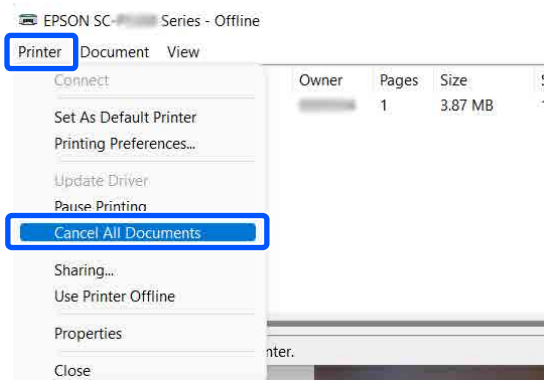 EPSON SC- Series - Offline
Printer Document View
Connect
Owner Pages Size
Set As Default Printer
1 3.87 MB
Printing Preferences...
Update Driver
Pause Printing
Cancel All Documents
Sharing...
Use Printer Offline
Properties
nter.
Close